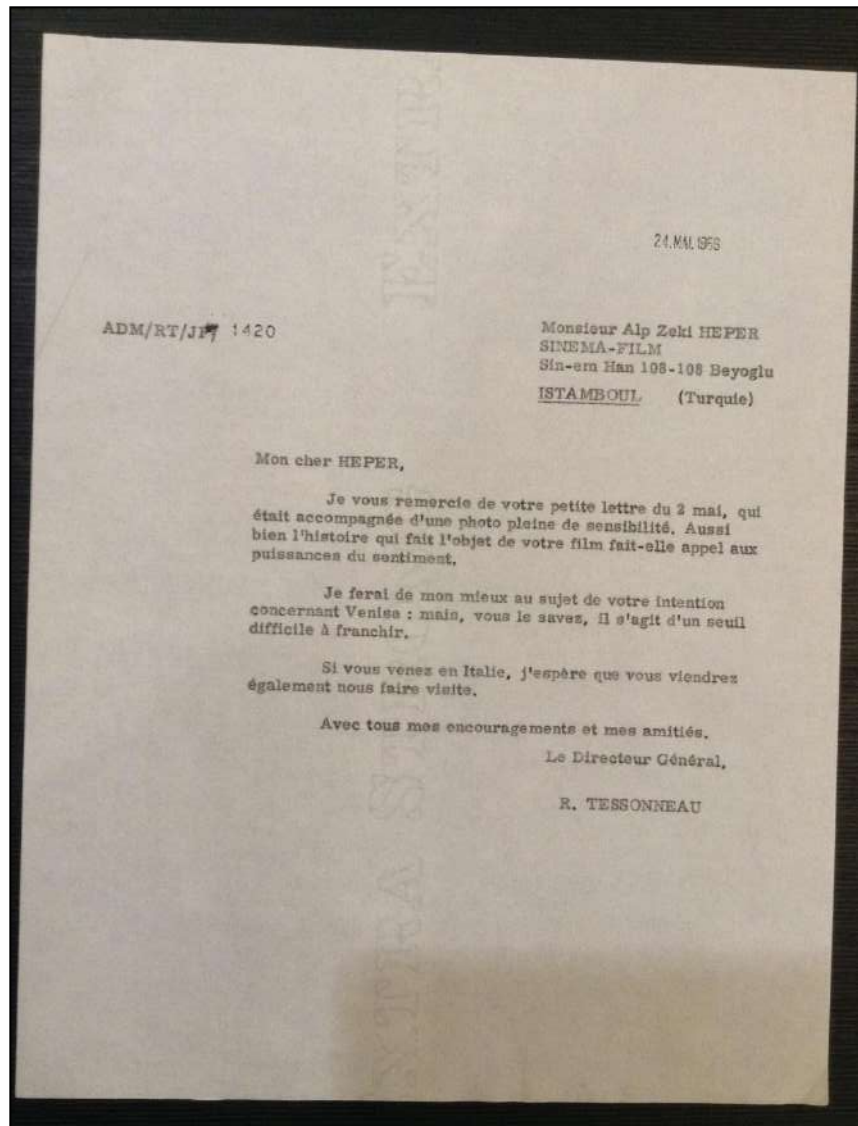 24. MAI 1966
ADM/RT/JP 1420
Monsieur Alp Zeki HEPER
SINEMA-FILM
Sin-em Han 108-108 Beyoglu
ISTAMBOUL (Turquie)
Mon cher HEPER,
Je vous remercie de votre petite lettre du 2 mai, qui
était accompagnée d'une photo pleine de sensibilité. Aussi
bien l'histoire qui fait l'objet de votre film fait-elle appel aux
puissances du sentiment.
Je ferai de mon mieux au sujet de votre intention
concernant Venise : mais, vous le savez, il s'agit d'un seuil
difficile à franchir.
Si vous venez en Italie, j'espère que vous viendrez
également nous faire visite.
Avec tous mes encouragements et mes amitiés.
Le Directeur Général,
R. TESSONNEAU